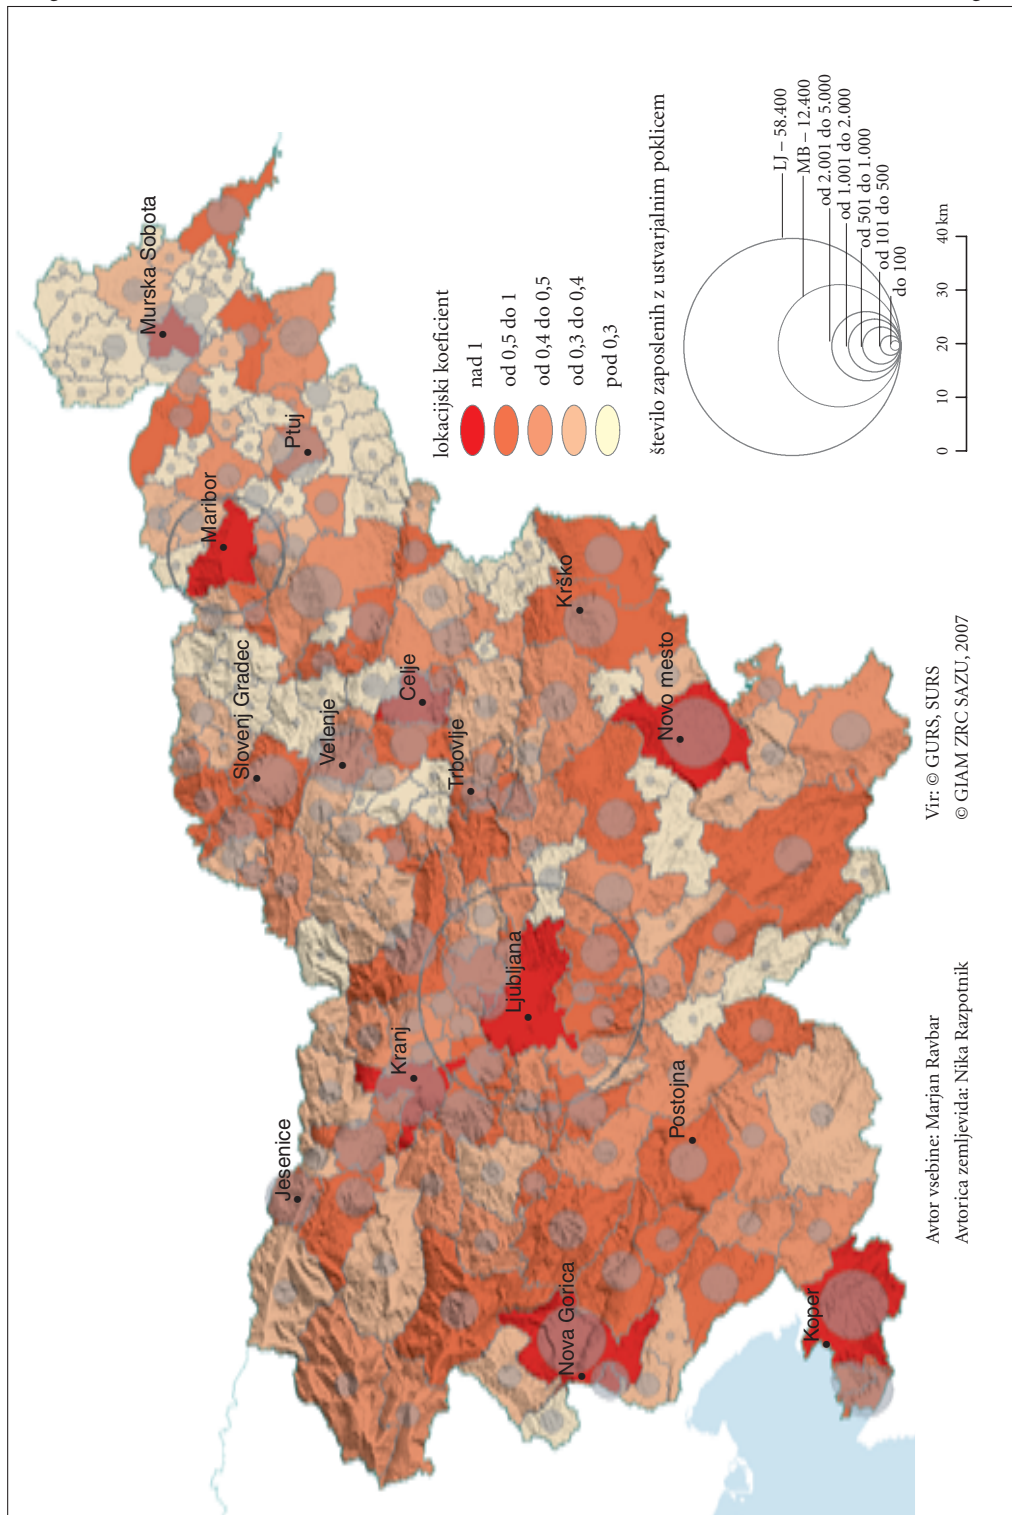 Murska Sobota
Maribor
Ptuj
Slovenj Gradec
Velenje
Celje
Trbovlje
Krško
Novo mesto
Jesenice
Kranj
Ljubljana
Postojna
Nova Gorica
Koper
lokacijski koeficient
nad 1
od 0,5 do 1
od 0,4 do 0,5
od 0,3 do 0,4
pod 0,3
število zaposlenih z ustvarjalnim poklicem
LJ – 58.400
MB – 12.400
od 2.001 do 5.000
od 1.001 do 2.000
od 501 do 1.000
od 101 do 500
do 100
0 10 20 30 40 km
Avtor vsebine: Marjan Ravbar
Avtorica zemljevida: Nika Razpotnik
Vir: © GURS, SURS
© GIAM ZRC SAZU, 2007